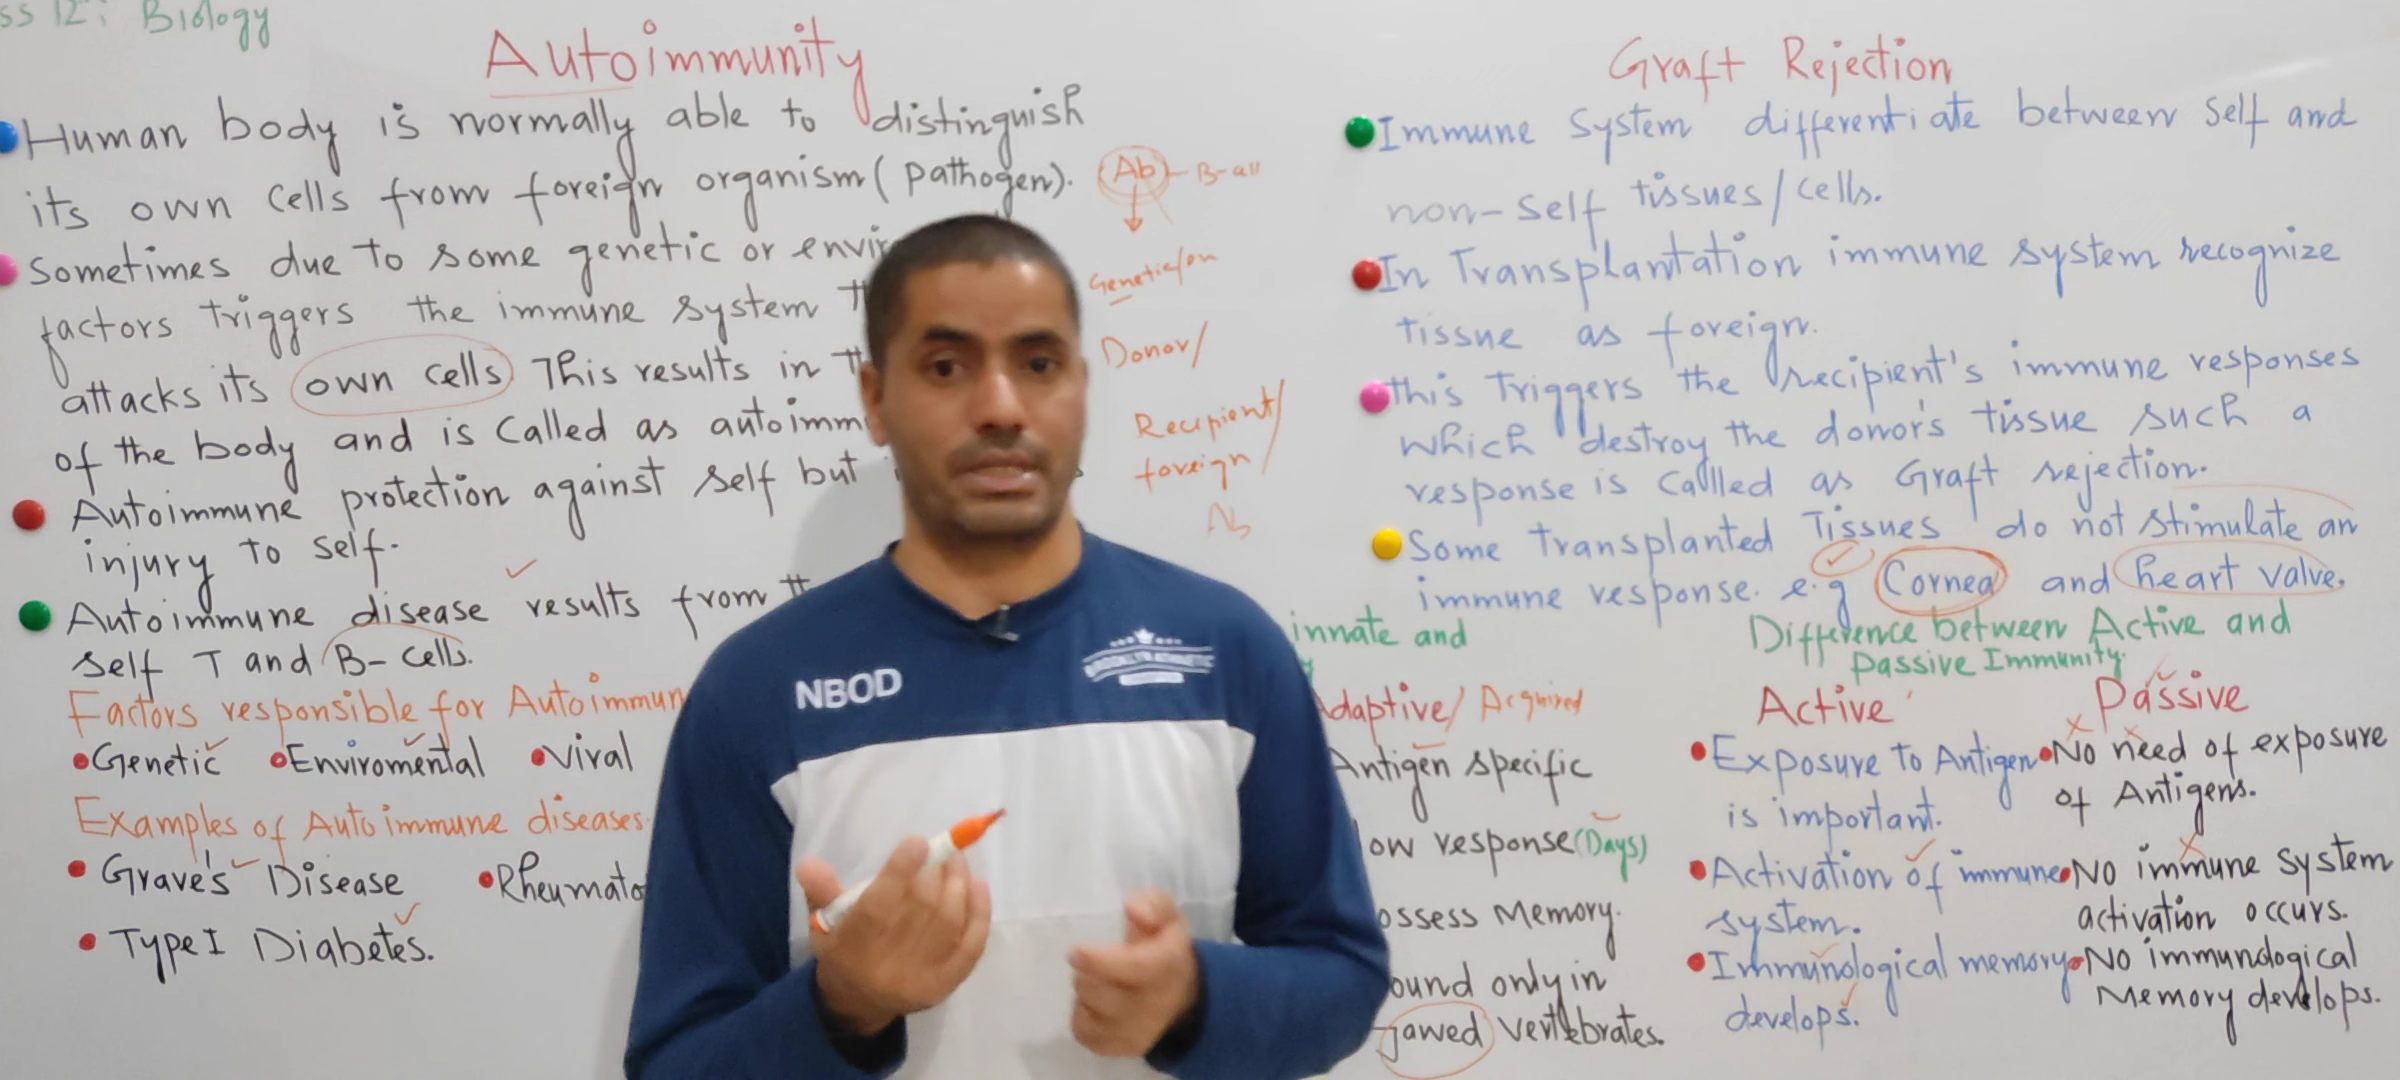 ss 12: Biology
Autoimmunity
Human body is normally able to distinguish
its own cells from foreign organism (pathogen).
Sometimes due to some genetic or
factors triggers the immune system
attacks its own cells This results in
of the body and is called as
Autoimmune protection against self but
injury to self.
Autoimmune disease results from
self T and B-cells.
Factors responsible for
• Genetic • Enviromental • Viral
Examples of Autoimmune diseases.
• Grave's Disease • Rheumato
• Type I Diabetes.
Ab
Donor/
Recipient/
foreign/
NBOD
Graft Rejection
Immune System differentiate between self and
non-self tissues/cells.
In Transplantation immune system recognize
tissue as foreign.
this triggers the recipient's immune responses
which destroy the donor's tissue such a
response is called as Graft rejection.
Some transplanted Tissues do not stimulate an
immune response. e.g Cornea and heart valve.
innate and
Adaptive/ Acquired
Antigen specific
ow response (Days)
ossess Memory.
ound only in
jawed vertebrates.
Difference between Active and
Passive Immunity.
Active
• Exposure to Antigen
is important.
• Activation of immune
system.
• Immunological memory
develops.
Passive
• No need of exposure
of Antigens.
• No immune system
activation occurs.
• No immunological
Memory develops.